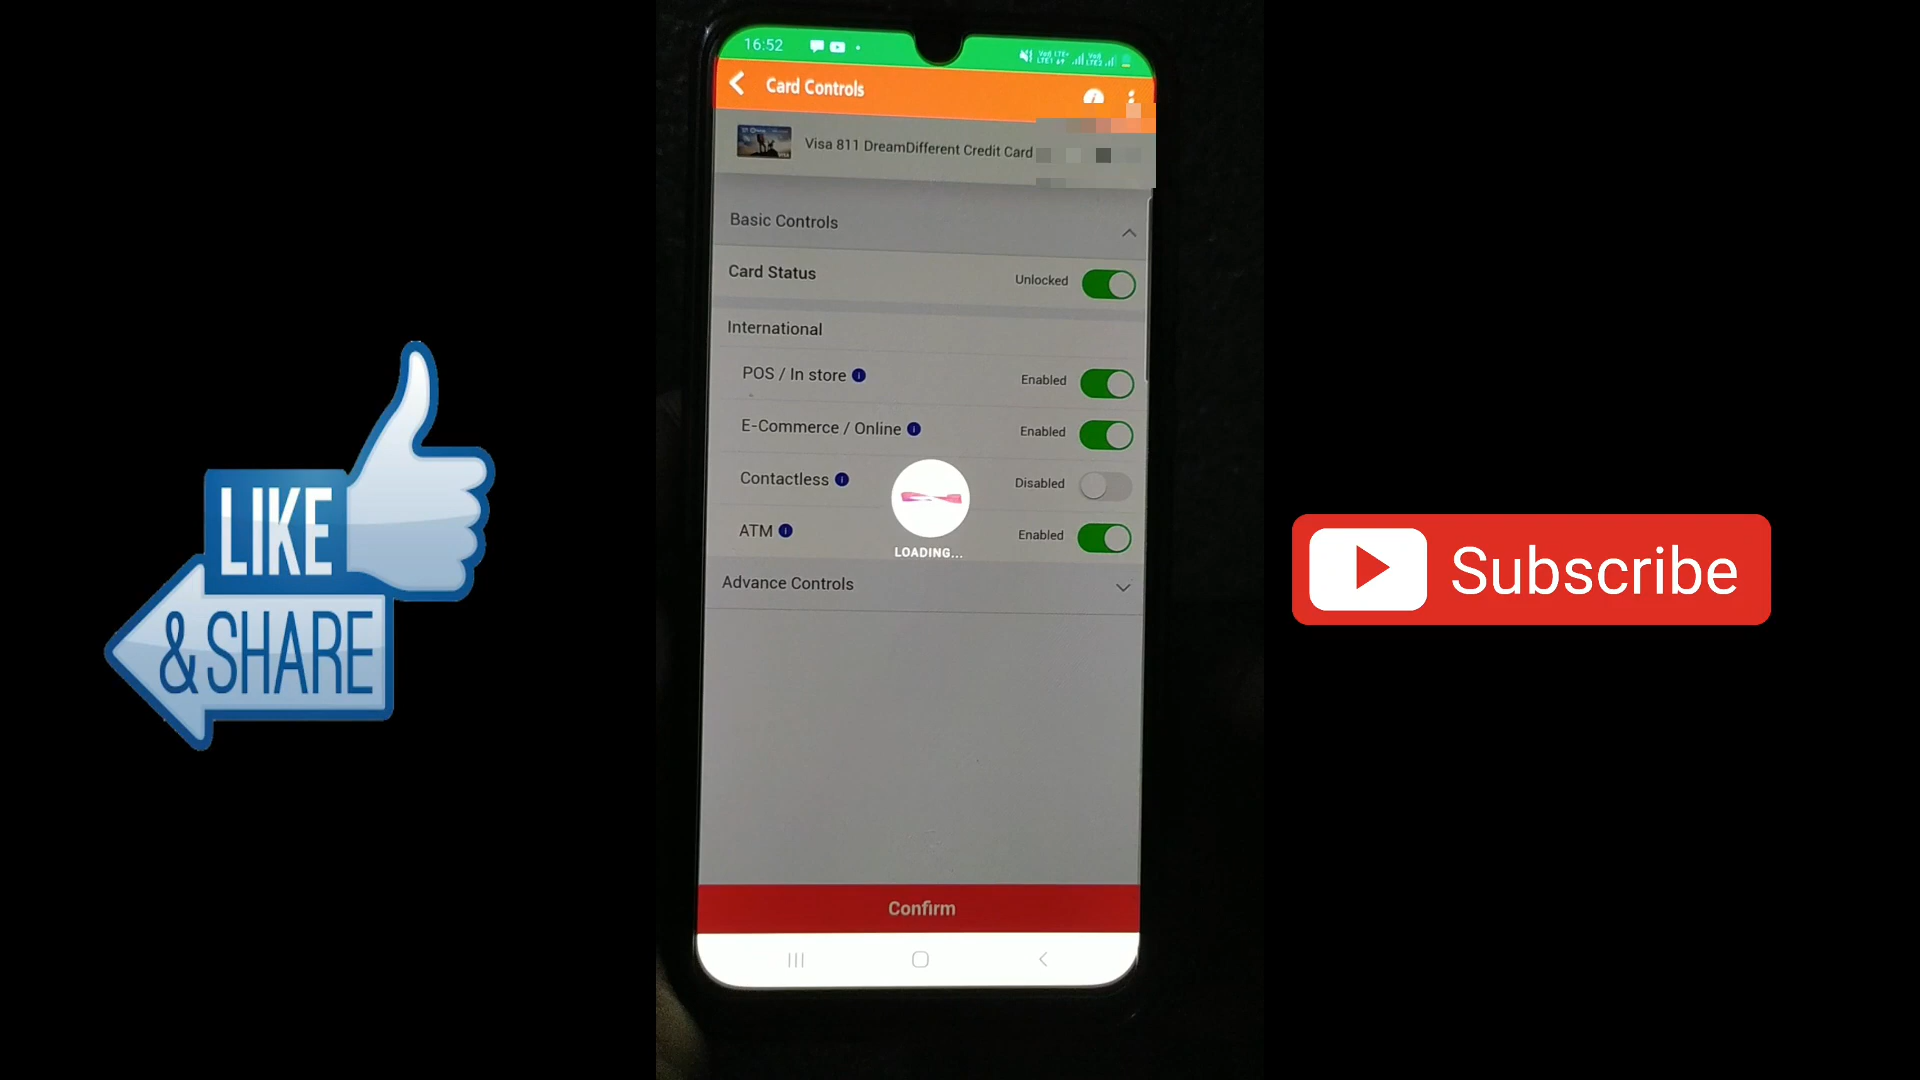 16:52
Card Controls
Visa 811 DreamDifferent Credit Card
Basic Controls
Card Status Unlocked
International
POS / In store Enabled
E-Commerce / Online Enabled
Contactless Disabled
ATM Enabled
LOADING...
Advance Controls
Confirm
LIKE
& SHARE
Subscribe